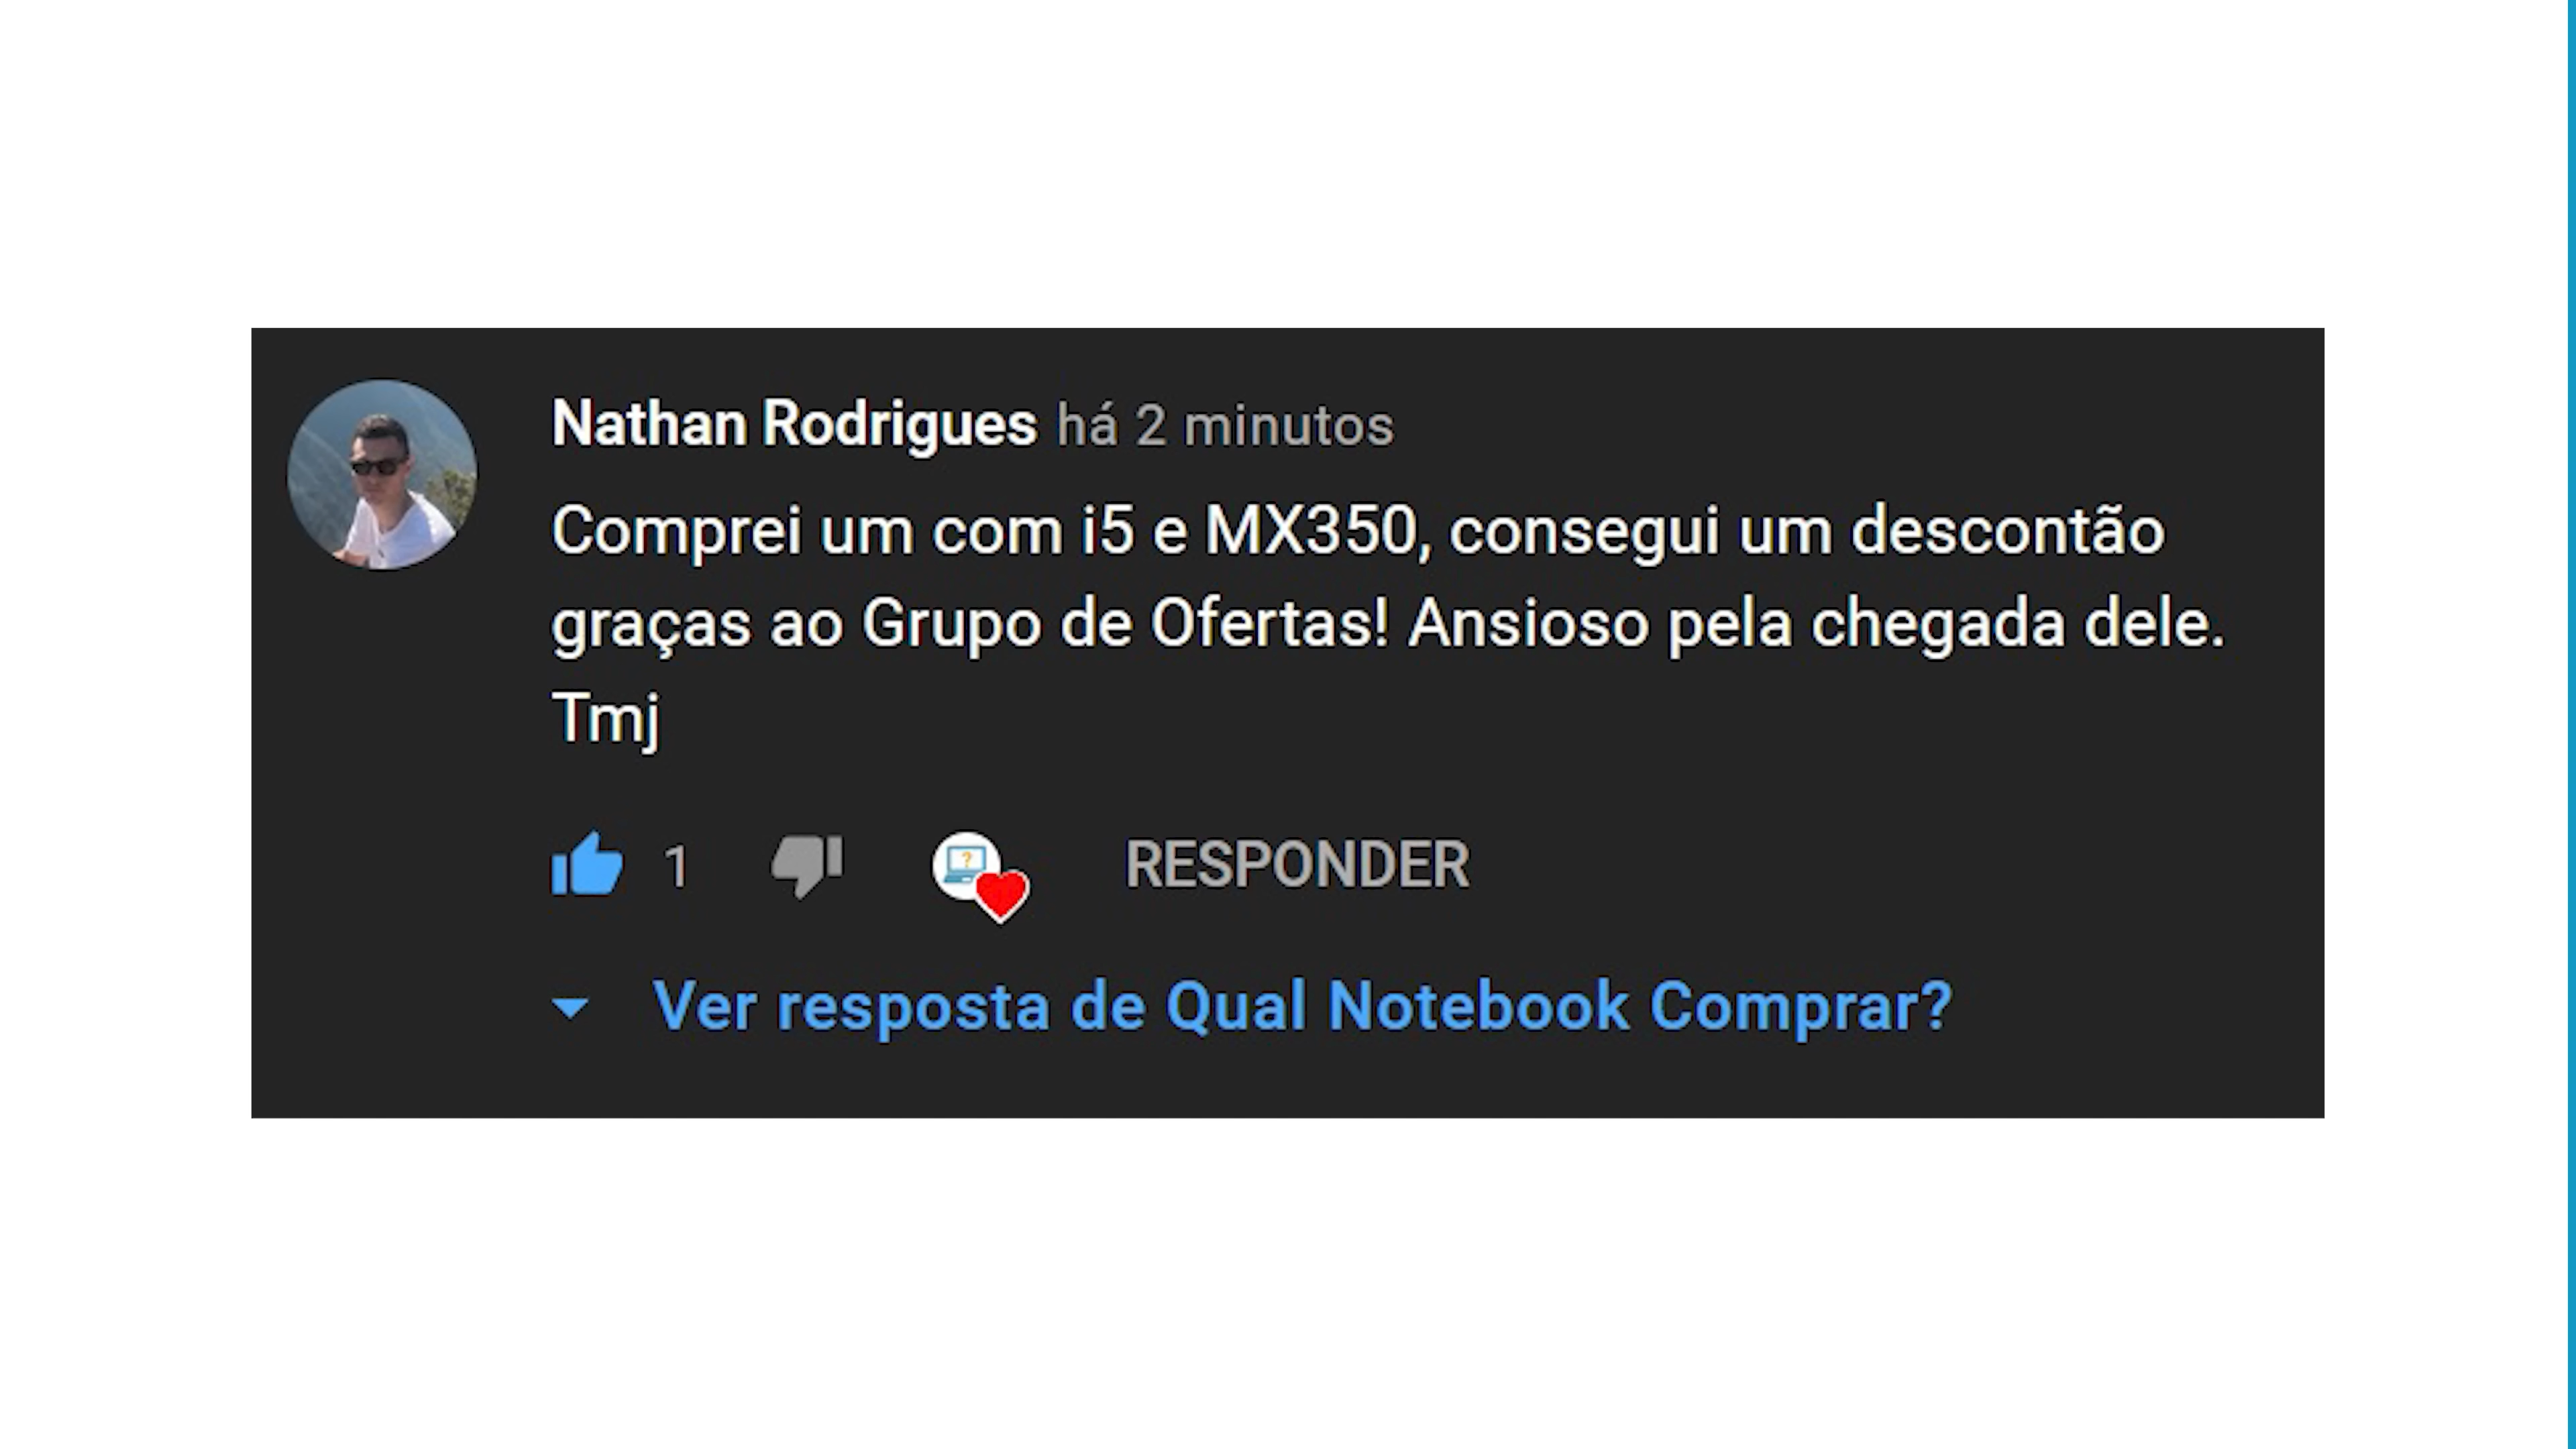 Nathan Rodrigues há 2 minutos
Comprei um com i5 e MX350, consegui um descontão
graças ao Grupo de Ofertas! Ansioso pela chegada dele.
Tmj
1 ? RESPONDER
Ver resposta de Qual Notebook Comprar?